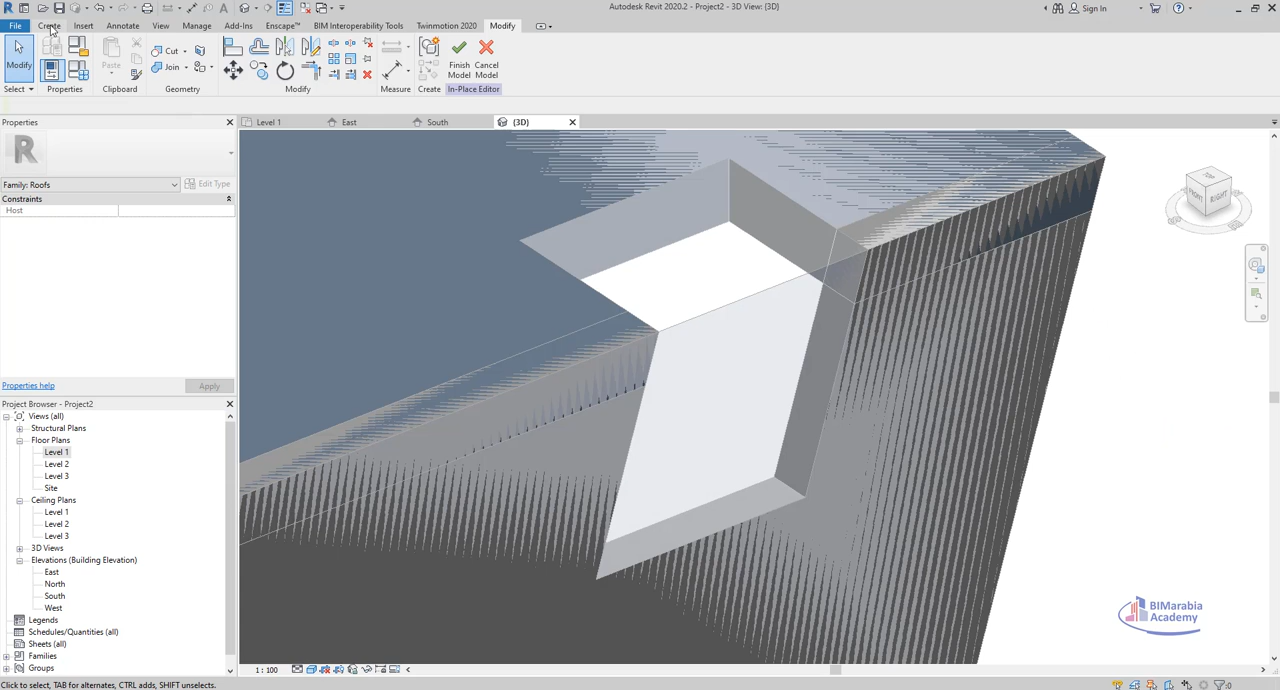 Autodesk Revit 2020.2 - 3D View: {3D}
Sign In
File Create Insert Annotate View Manage Add-Ins Enscape™ BIM Interoperability Tools Twinmotion 2020 Modify
Modify
Paste
Cut
Join
Finish Model
Cancel Model
Select Properties Clipboard Geometry Modify Measure Create In-Place Editor
Properties
Level 1 East South {3D}
Family: Roofs
Edit Type
Constraints
Host
Properties help
Apply
Project Browser - Project2
Views (all)
Structural Plans
Floor Plans
Level 1
Level 2
Level 3
Site
Ceiling Plans
Level 1
Level 2
Level 3
3D Views
Elevations (Building Elevation)
East
North
South
West
Legends
Schedules/Quantities (all)
Sheets (all)
Families
Groups
TOP
FRONT
RIGHT
BIMarabia
Academy
1 : 100
Click to select, TAB for alternates, CTRL adds, SHIFT unselects.
:0